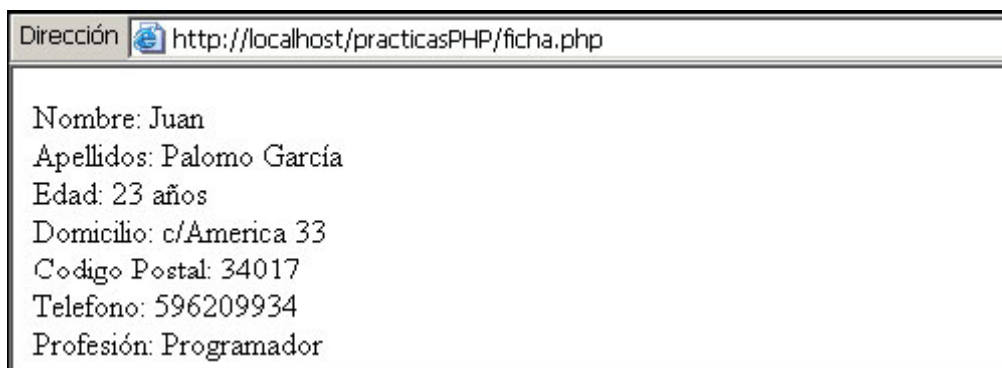 Dirección http://localhost/practicasPHP/ficha.php
Nombre: Juan
Apellidos: Palomo García
Edad: 23 años
Domicilio: c/America 33
Codigo Postal: 34017
Telefono: 596209934
Profesión: Programador